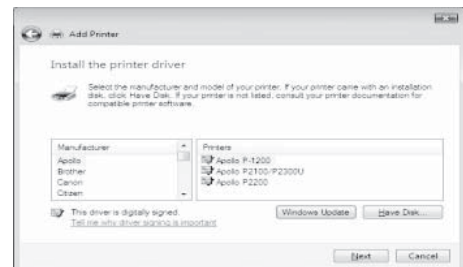 Add Printer
Install the printer driver
Select the manufacturer and model of your printer. If your printer came with an installation
disk, click Have Disk. If your printer is not listed, consult your printer documentation for
compatible printer software.
Manufacturer
Apollo
Brother
Canon
Citizen
Printers
Apollo P-1200
Apollo P2100/P2300U
Apollo P2200
This driver is digitally signed.
Tell me why driver signing is important
Windows Update
Have Disk...
Next
Cancel